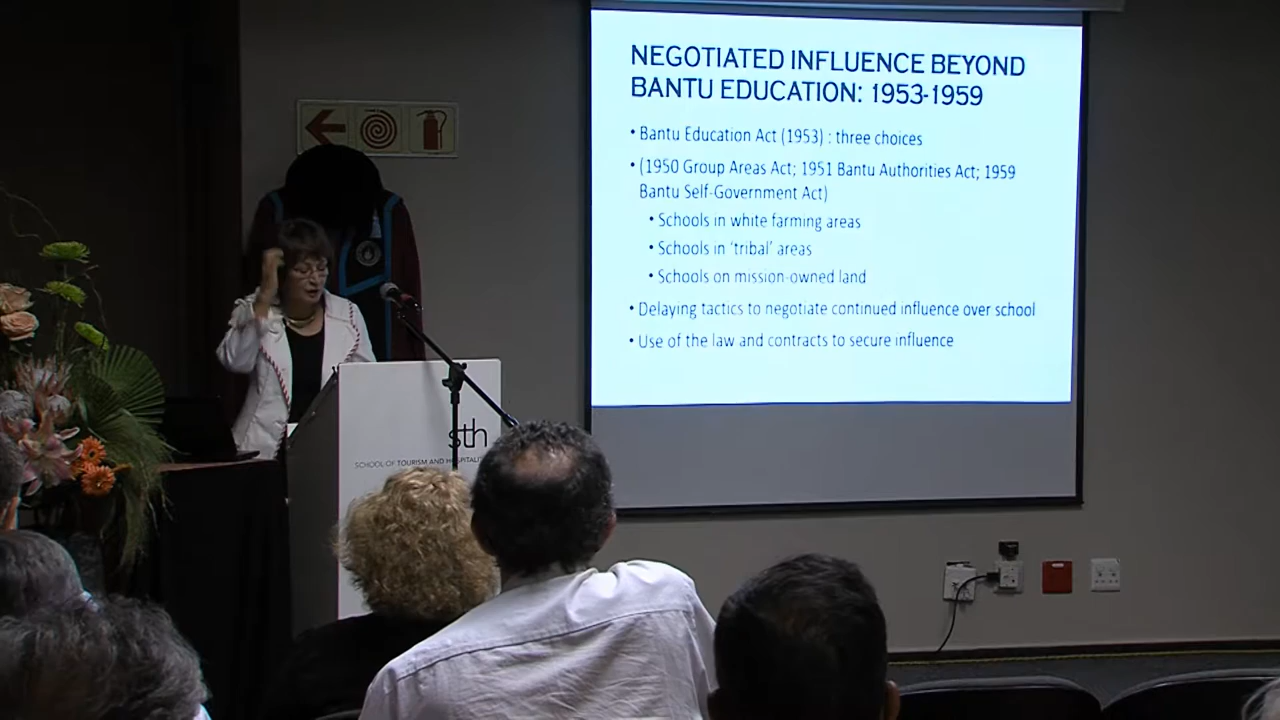 NEGOTIATED INFLUENCE BEYOND
BANTU EDUCATION: 1953-1959
• Bantu Education Act (1953) : three choices
• (1950 Group Areas Act; 1951 Bantu Authorities Act; 1959
Bantu Self-Government Act)
• Schools in white farming areas
• Schools in ‘tribal’ areas
• Schools on mission-owned land
• Delaying tactics to negotiate continued influence over school
• Use of the law and contracts to secure influence
sth
SCHOOL OF TOURISM AND